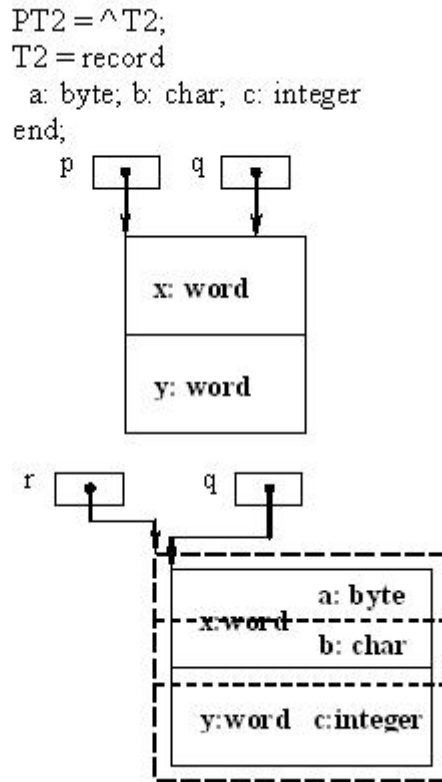 PT2 = ^T2;
T2 = record
a: byte; b: char; c: integer
end;
p q
x: word
y: word
r q
a: byte
x:word
b: char
y:word c:integer